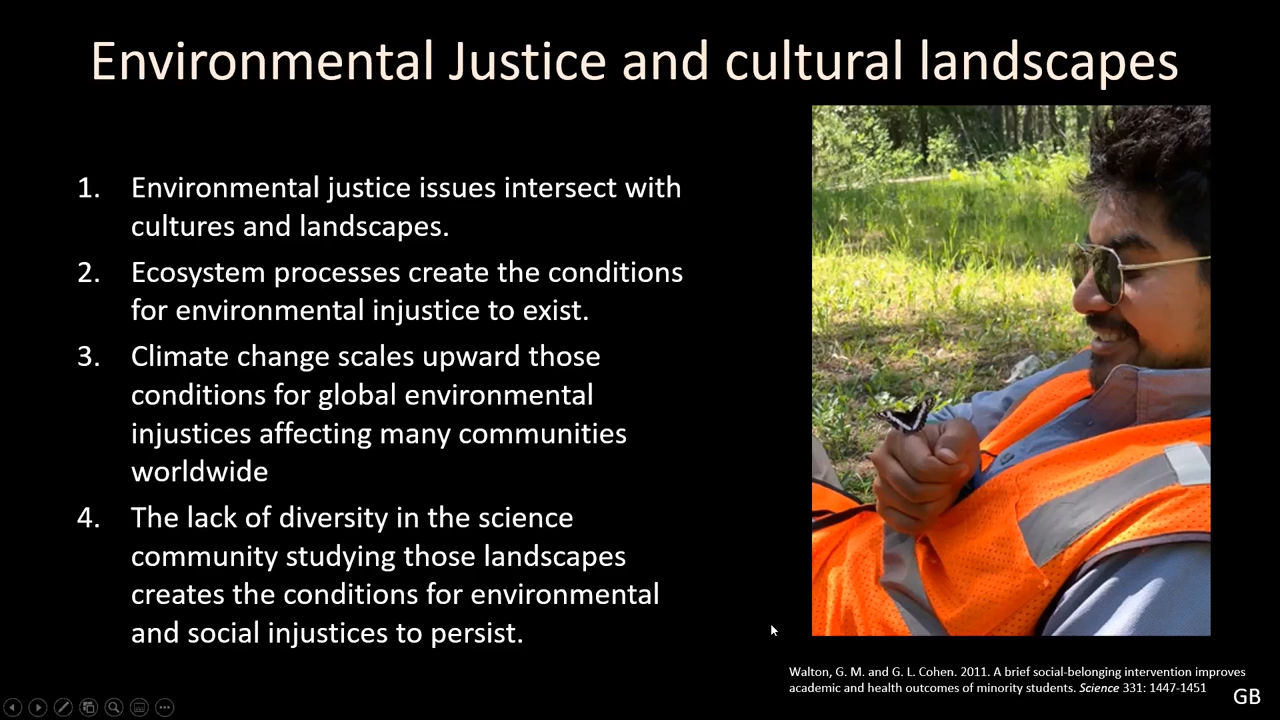 Environmental Justice and cultural landscapes
1. Environmental justice issues intersect with
cultures and landscapes.
2. Ecosystem processes create the conditions
for environmental injustice to exist.
3. Climate change scales upward those
conditions for global environmental
injustices affecting many communities
worldwide
4. The lack of diversity in the science
community studying those landscapes
creates the conditions for environmental
and social injustices to persist.
Walton, G. M. and G. L. Cohen. 2011. A brief social-belonging intervention improves
academic and health outcomes of minority students. Science 331: 1447-1451
GB